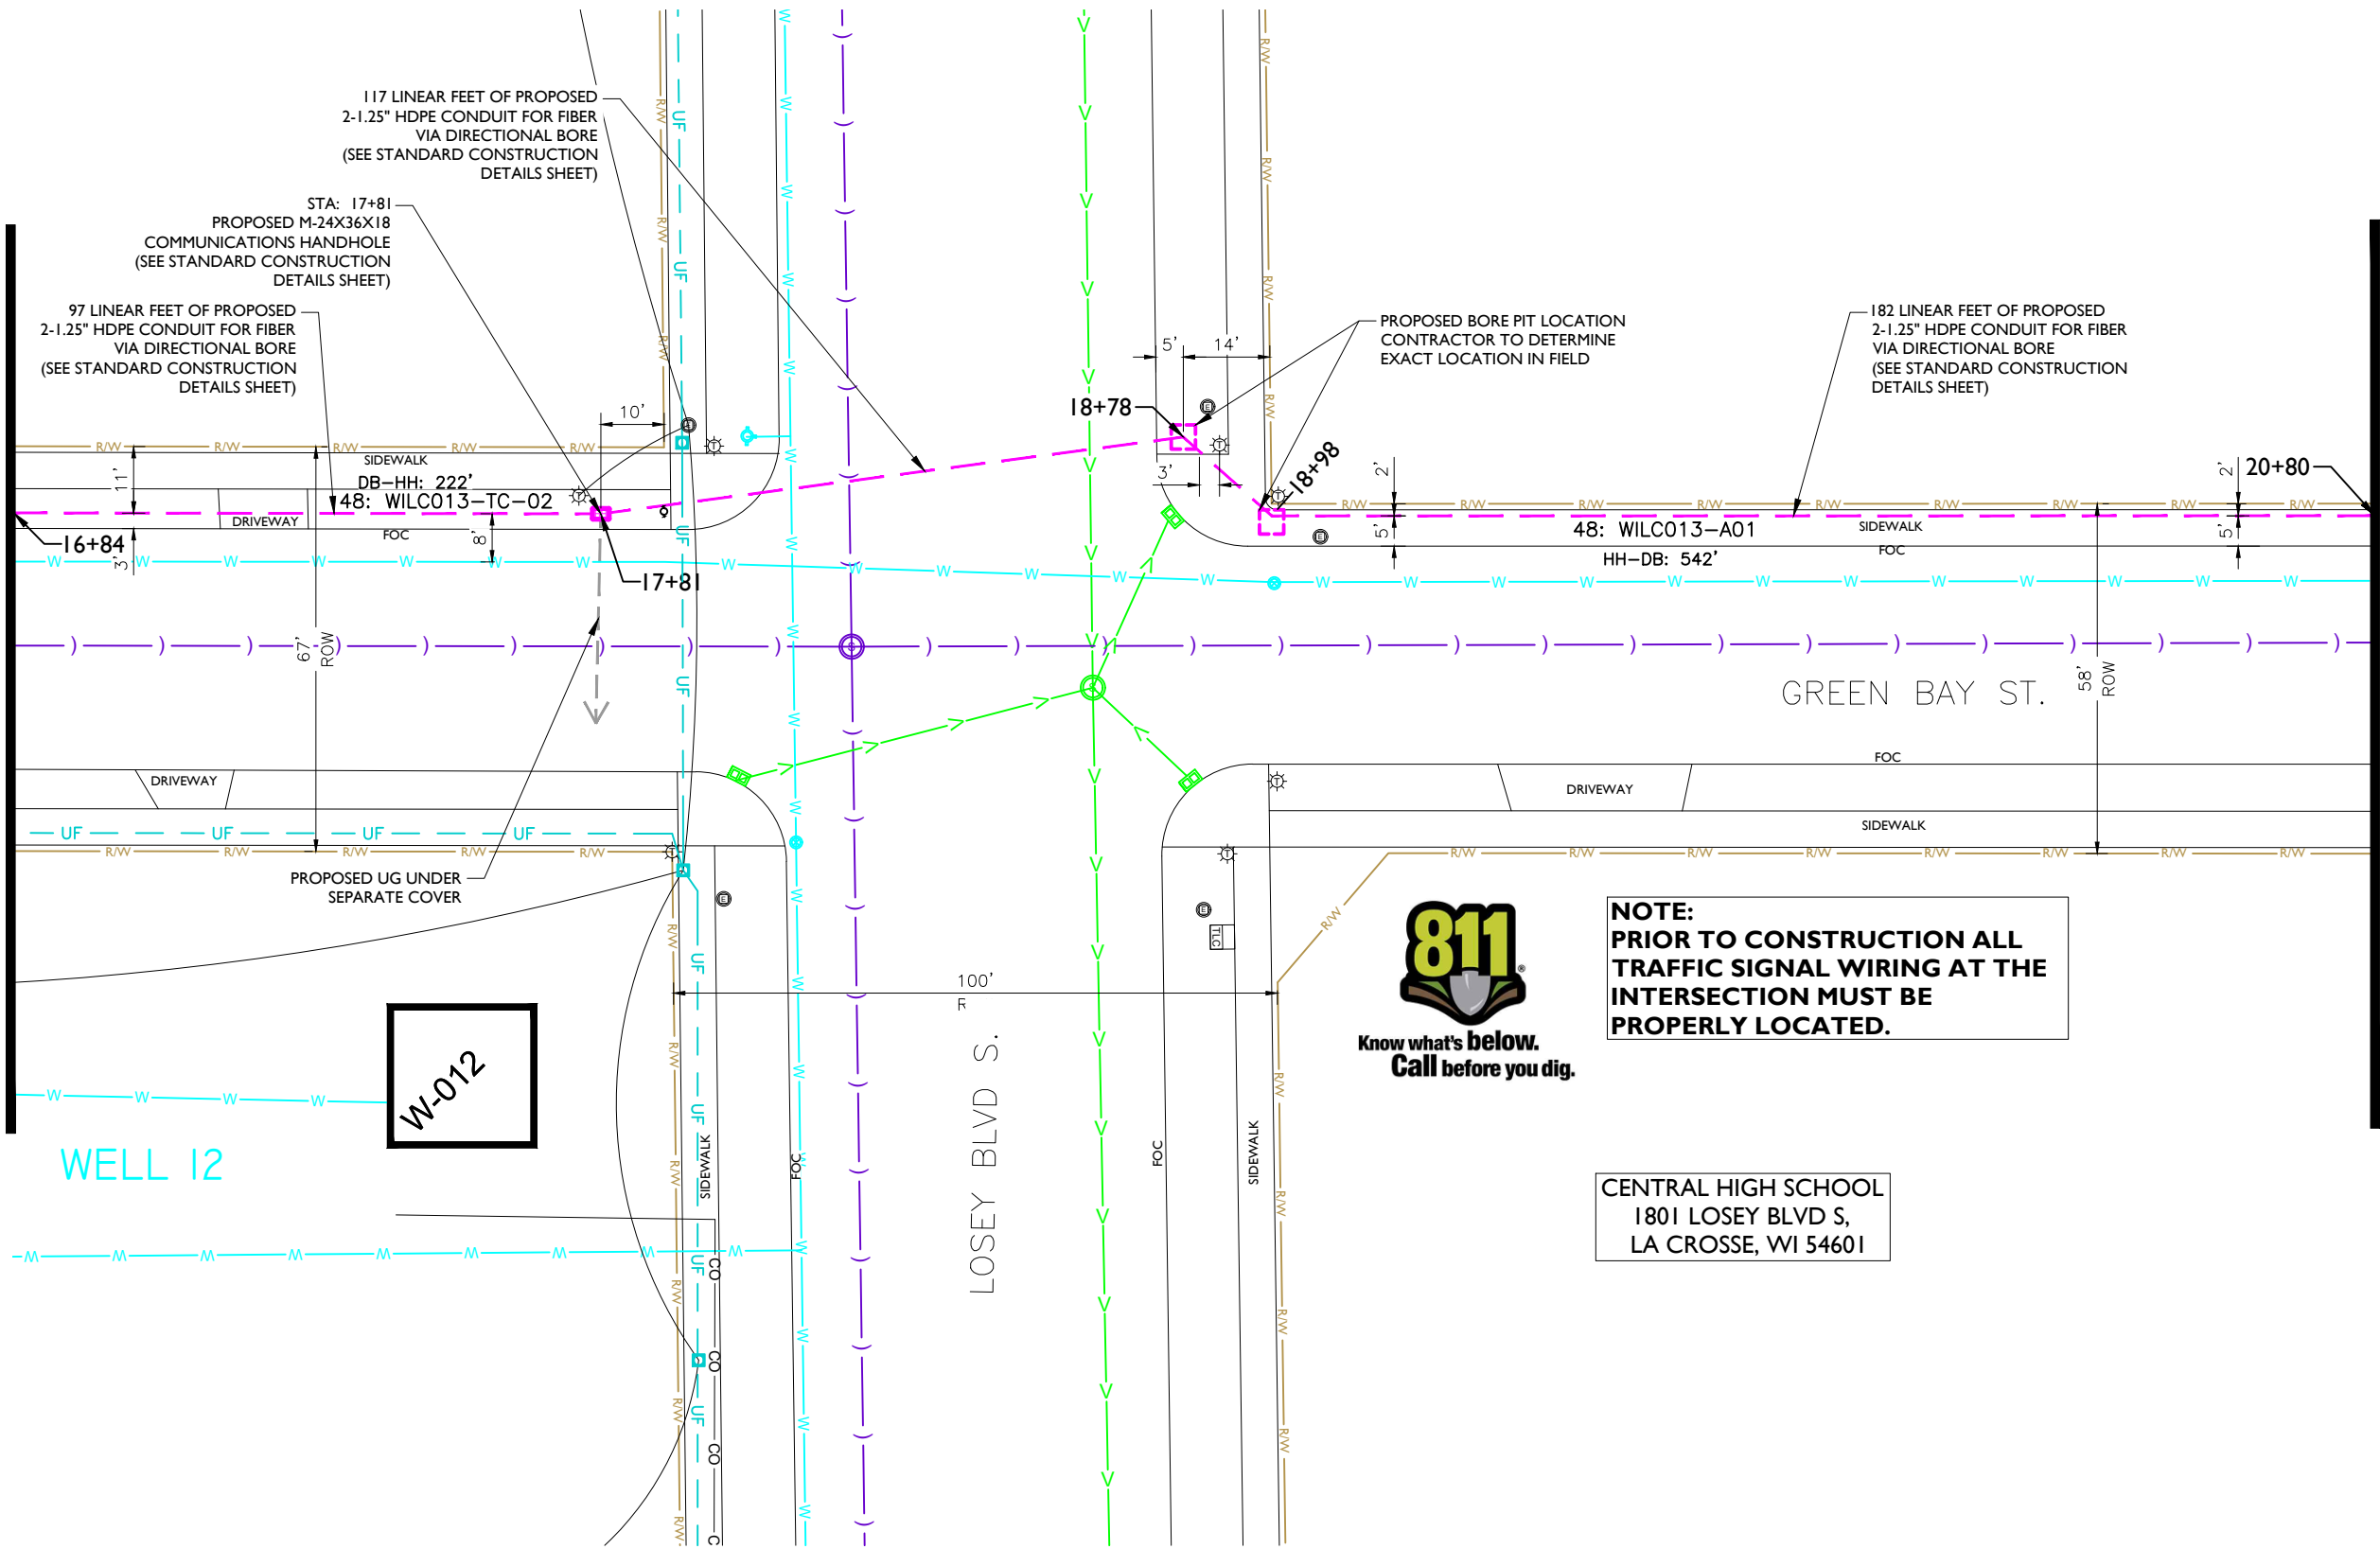 117 LINEAR FEET OF PROPOSED
2-1.25" HDPE CONDUIT FOR FIBER
VIA DIRECTIONAL BORE
(SEE STANDARD CONSTRUCTION
DETAILS SHEET)
STA: 17+81
PROPOSED M-24X36X18
COMMUNICATIONS HANDHOLE
(SEE STANDARD CONSTRUCTION
DETAILS SHEET)
97 LINEAR FEET OF PROPOSED
2-1.25" HDPE CONDUIT FOR FIBER
VIA DIRECTIONAL BORE
(SEE STANDARD CONSTRUCTION
DETAILS SHEET)
PROPOSED BORE PIT LOCATION
CONTRACTOR TO DETERMINE
EXACT LOCATION IN FIELD
182 LINEAR FEET OF PROPOSED
2-1.25" HDPE CONDUIT FOR FIBER
VIA DIRECTIONAL BORE
(SEE STANDARD CONSTRUCTION
DETAILS SHEET)
5' 14'
18+78
10'
3'
18+98
2'
2'
20+80
R/W R/W R/W R/W R/W
SIDEWALK
DB-HH: 222'
48: WILC013-TC-02
DRIVEWAY
FOC
11'
3'
8'
16+84
17+81
R/W R/W R/W R/W R/W R/W R/W R/W R/W
48: WILC013-A01
SIDEWALK
FOC
HH-DB: 542'
5'
5'
67'
ROW
58'
ROW
GREEN BAY ST.
FOC
DRIVEWAY
SIDEWALK
DRIVEWAY
UF UF UF UF
R/W R/W R/W R/W R/W
R/W R/W R/W R/W R/W R/W R/W R/W
PROPOSED UG UNDER
SEPARATE COVER
TLC
100'
LOSEY BLVD S.
SIDEWALK
FOC
FOC
SIDEWALK
W-012
WELL 12
CO
CO
CO
811
Know what's below.
Call before you dig.
NOTE:
PRIOR TO CONSTRUCTION ALL
TRAFFIC SIGNAL WIRING AT THE
INTERSECTION MUST BE
PROPERLY LOCATED.
CENTRAL HIGH SCHOOL
1801 LOSEY BLVD S,
LA CROSSE, WI 54601